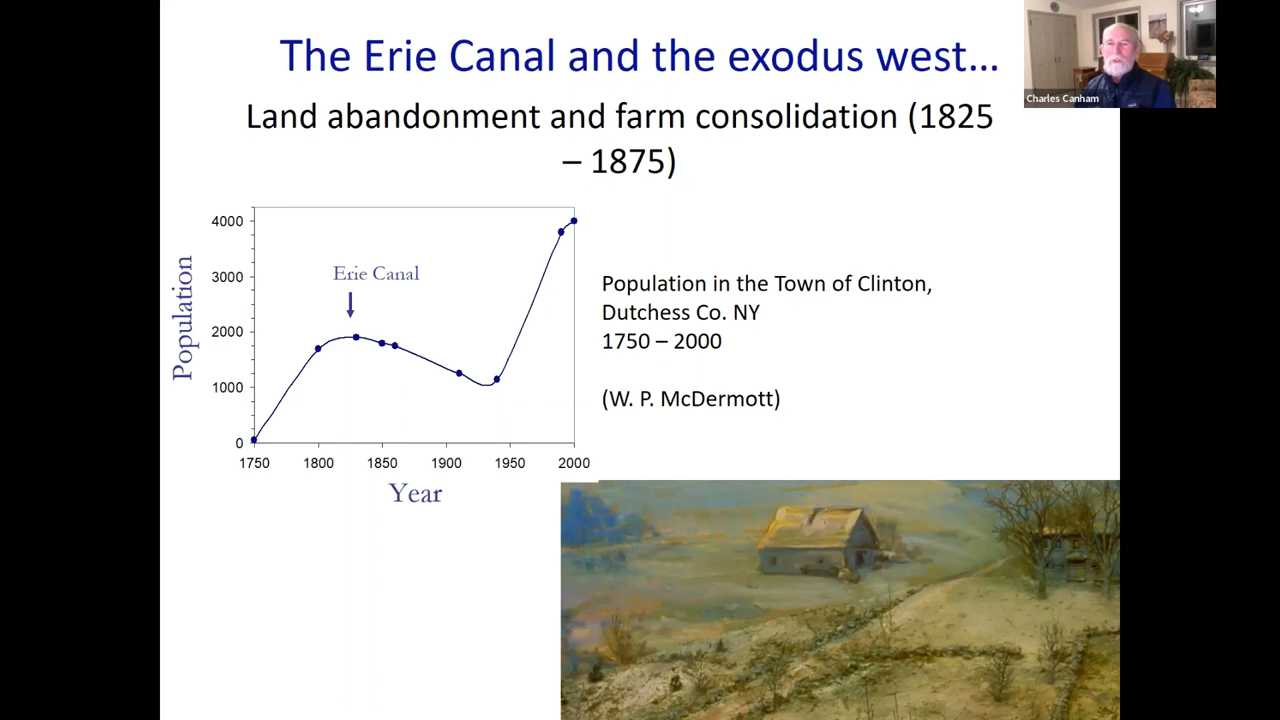 The Erie Canal and the exodus west...
Charles Canham
Land abandonment and farm consolidation (1825
– 1875)
4000
3000
2000
1000
0
Population
Erie Canal
1750
1800
1850
1900
1950
2000
Year
Population in the Town of Clinton,
Dutchess Co. NY
1750 – 2000
(W. P. McDermott)